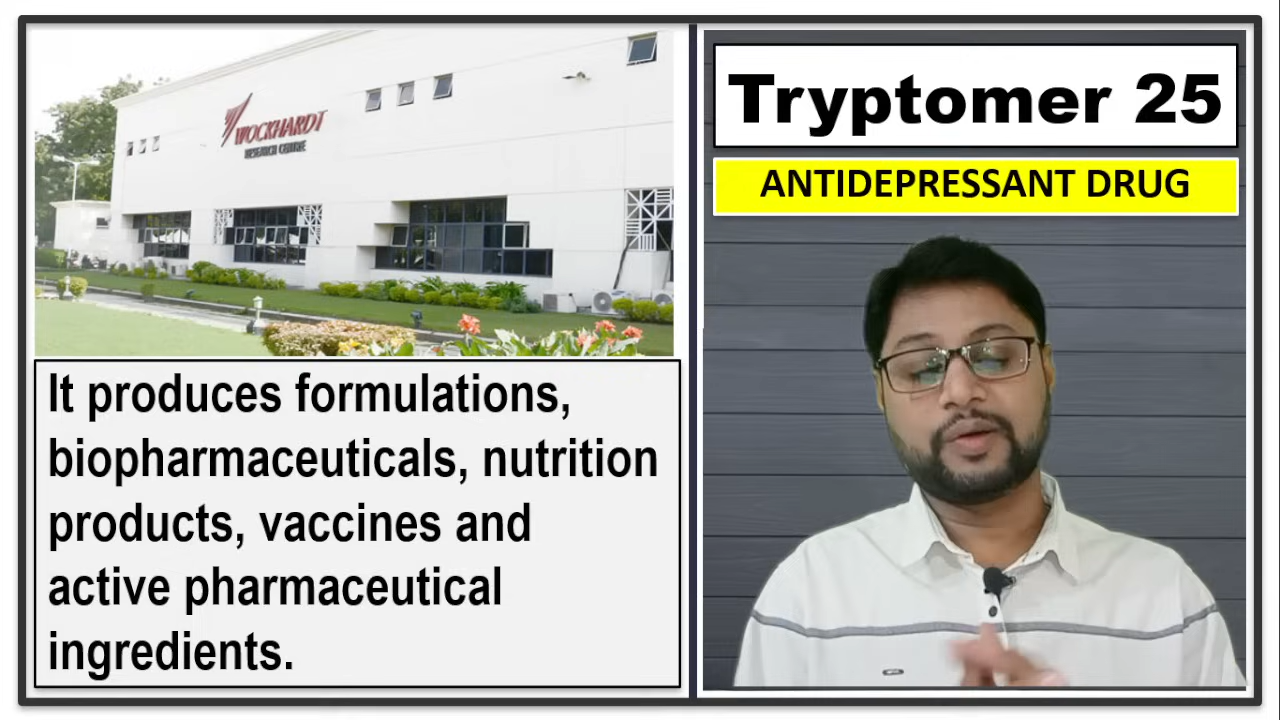 WOCKHARDT
RESEARCH CENTRE
It produces formulations,
biopharmaceuticals, nutrition
products, vaccines and
active pharmaceutical
ingredients.
Tryptomer 25
ANTIDEPRESSANT DRUG